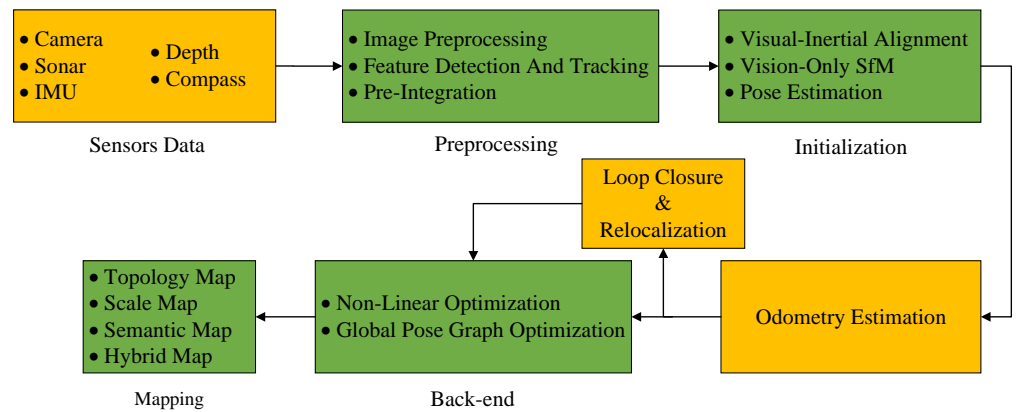 • Camera
• Sonar
• IMU
• Depth
• Compass
Sensors Data
• Image Preprocessing
• Feature Detection And Tracking
• Pre-Integration
Preprocessing
• Visual-Inertial Alignment
• Vision-Only SfM
• Pose Estimation
Initialization
Loop Closure
&
Relocalization
• Topology Map
• Scale Map
• Semantic Map
• Hybrid Map
Mapping
• Non-Linear Optimization
• Global Pose Graph Optimization
Back-end
Odometry Estimation